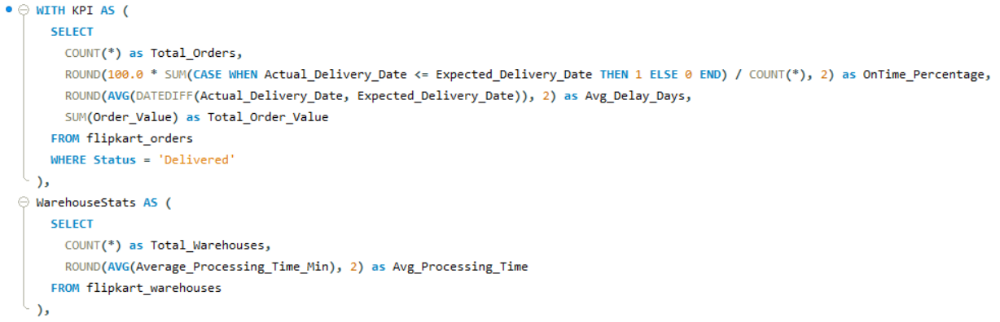 WITH KPI AS (
SELECT
COUNT(*) as Total_Orders,
ROUND(100.0 * SUM(CASE WHEN Actual_Delivery_Date <= Expected_Delivery_Date THEN 1 ELSE 0 END) / COUNT(*), 2) as OnTime_Percentage,
ROUND(AVG(DATEDIFF(Actual_Delivery_Date, Expected_Delivery_Date)), 2) as Avg_Delay_Days,
SUM(Order_Value) as Total_Order_Value
FROM flipkart_orders
WHERE Status = 'Delivered'
),
WarehouseStats AS (
SELECT
COUNT(*) as Total_Warehouses,
ROUND(AVG(Average_Processing_Time_Min), 2) as Avg_Processing_Time
FROM flipkart_warehouses
),